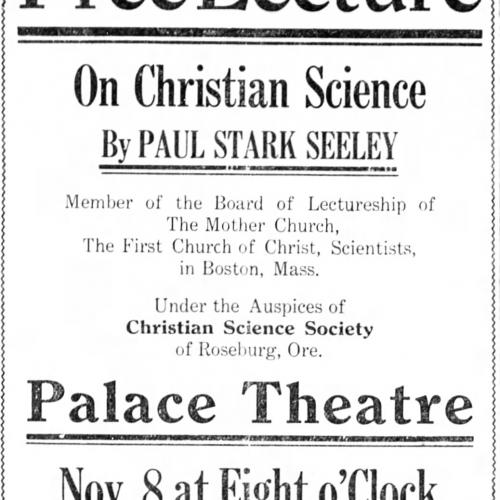 Free Lecture
On Christian Science
By PAUL STARK SEELEY
Member of the Board of Lectureship of
The Mother Church,
The First Church of Christ, Scientists,
in Boston, Mass.
Under the Auspices of
Christian Science Society
of Roseburg, Ore.
Palace Theatre
Nov. 8 at Eight o'Clock